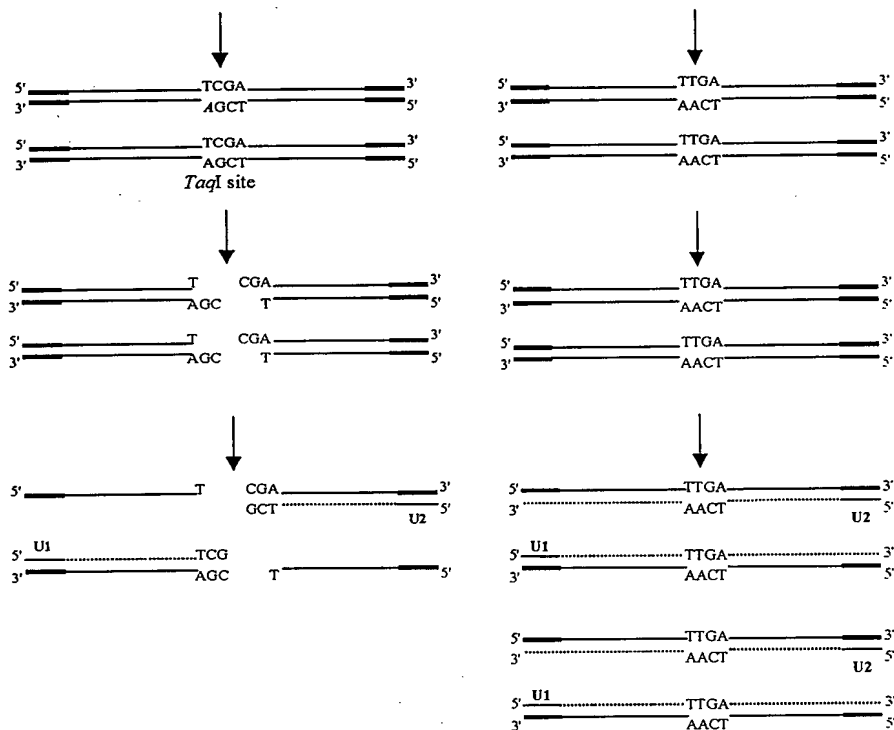 5' TCGA 3'
3' AGCT 5'
5' TCGA 3'
3' AGCT 5'
TaqI site
5' T CGA 3'
3' AGC T 5'
5' T CGA 3'
3' AGC T 5'
5' T CGA 3'
GCT 5'
U2
U1
5' TCG
3' AGC T 5'
5' TTGA 3'
3' AACT 5'
5' TTGA 3'
3' AACT 5'
5' TTGA 3'
3' AACT 5'
5' TTGA 3'
3' AACT 5'
5' TTGA 3'
3' AACT 5'
U2
U1
5' TTGA 3'
3' AACT 5'
5' TTGA 3'
3' AACT 5'
U2
U1
5' TTGA 3'
3' AACT 5'